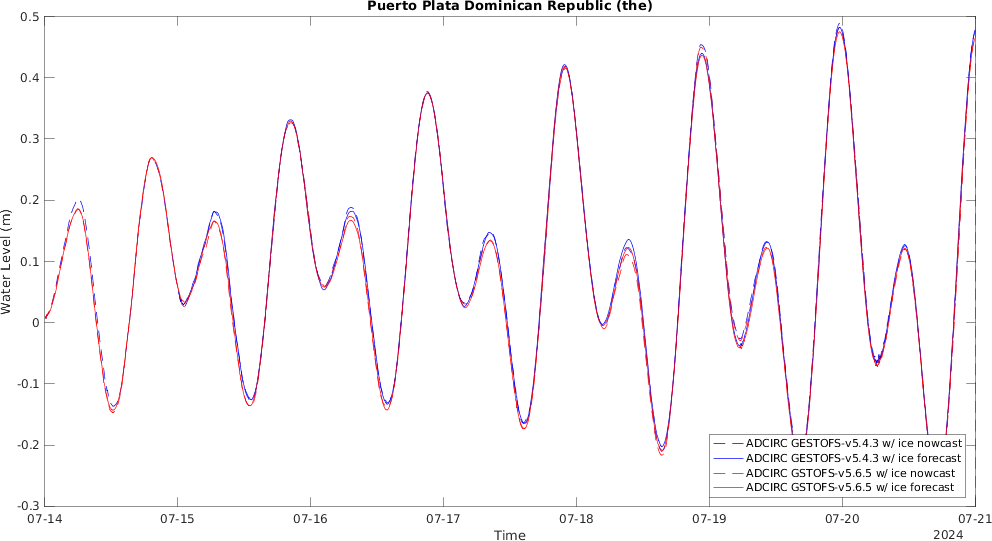 Puerto Plata Dominican Republic (the)
0.5
0.4
0.3
0.2
0.1
0
-0.1
-0.2
-0.3
Water Level (m)
ADCIRC GESTOFS-v5.4.3 w/ ice nowcast
ADCIRC GESTOFS-v5.4.3 w/ ice forecast
ADCIRC GSTOFS-v5.6.5 w/ ice nowcast
ADCIRC GSTOFS-v5.6.5 w/ ice forecast
07-14 07-15 07-16 07-17 07-18 07-19 07-20 07-21
Time
2024